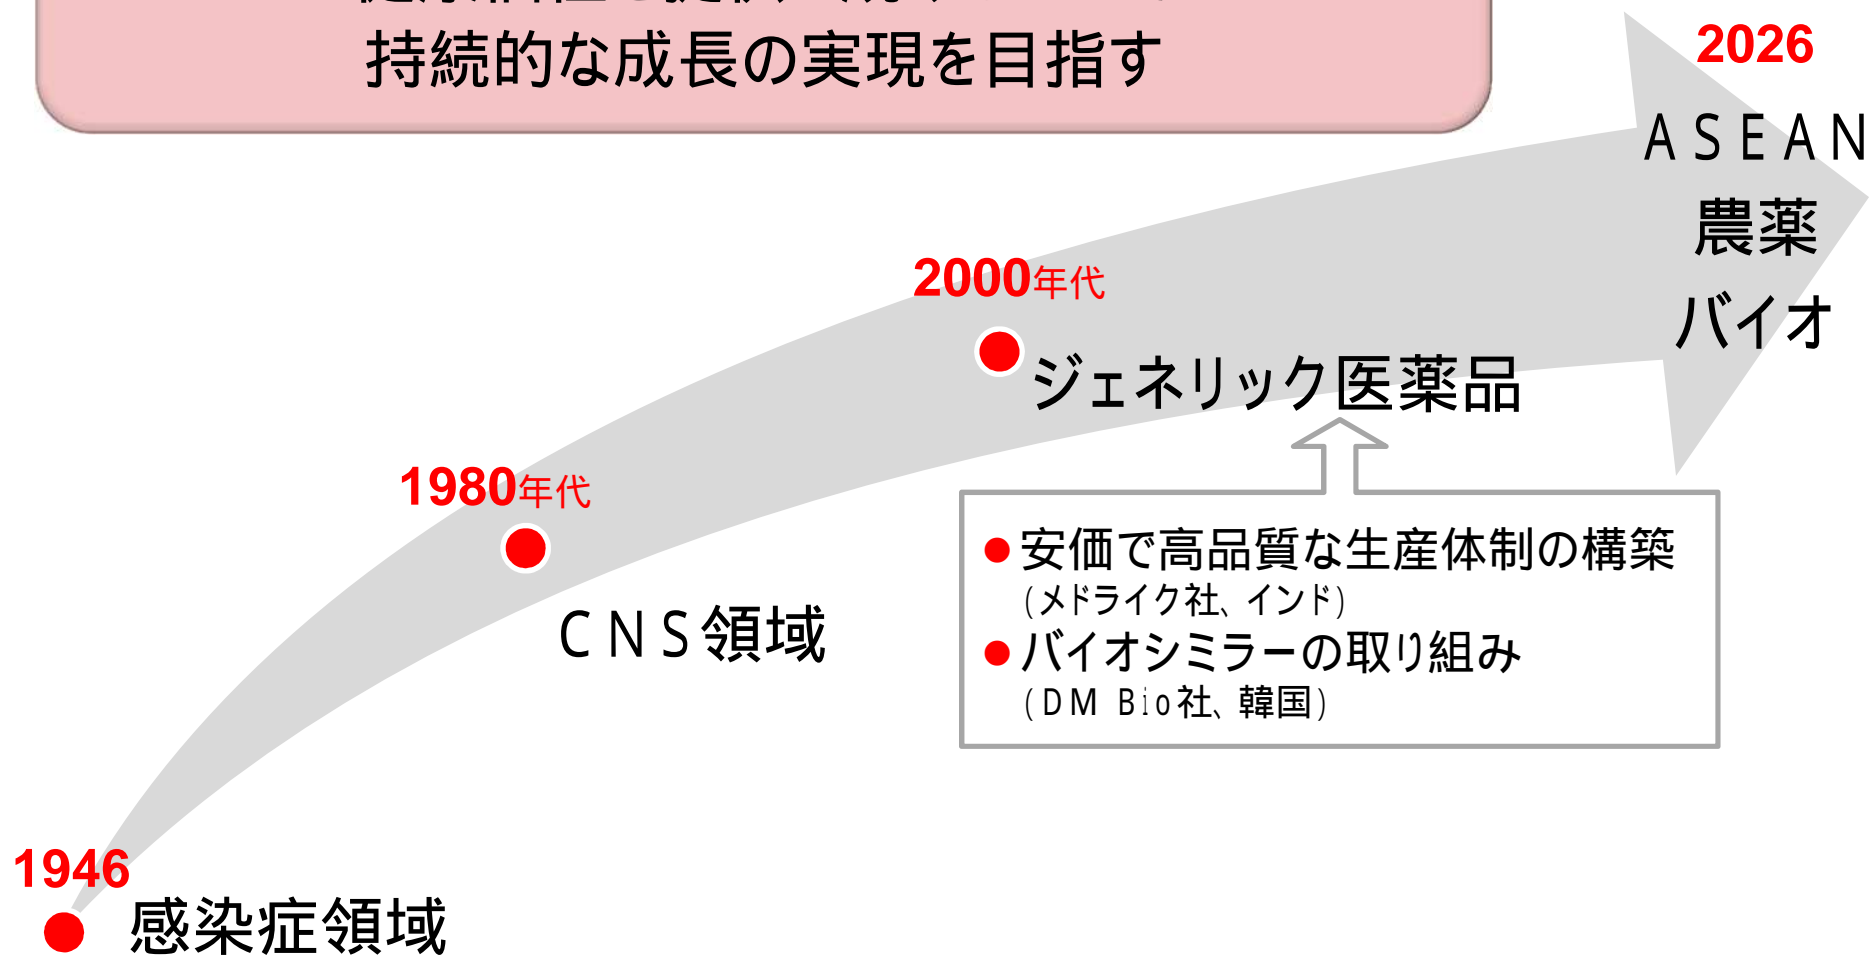 持続的な成長の実現を目指す
2026
ASEAN
農薬
バイオ
2000年代
ジェネリック医薬品
1980年代
CNS領域
●安価で高品質な生産体制の構築
(メドライク社、インド)
●バイオシミラーの取り組み
(DM Bio社、韓国)
1946
感染症領域